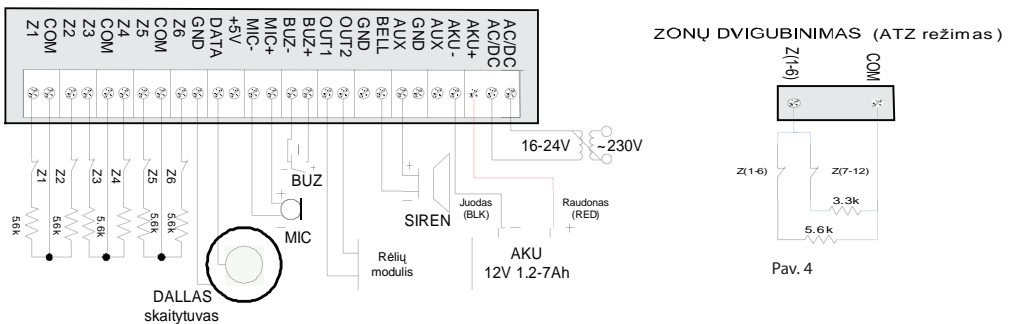 Z1 COM Z2 Z3 COM Z4 Z5 COM Z6 GND DATA +5V MIC- MIC+ BUZ- BUZ+ OUT1 OUT2 GND BELL AUX GND AUX AKU- AKU+ AC/DC AC/DC
Z1 Z2 Z3 Z4 Z5 Z6
5.6k 5.6k 5.6k 5.6k 5.6k 5.6k
DALLAS
skaitytuvas
+
-
MIC
-
+
BUZ
Rėlių
modulis
+
-
SIREN
Juodas
(BLK)
Raudonas
(RED)
-
+
AKU
12V 1.2-7Ah
16-24V
~230V
ZONŲ DVIGUBINIMAS (ATZ režimas)
Z(1-6)
COM
Z(1-6)
Z(7-12)
3.3k
5.6k
Pav. 4